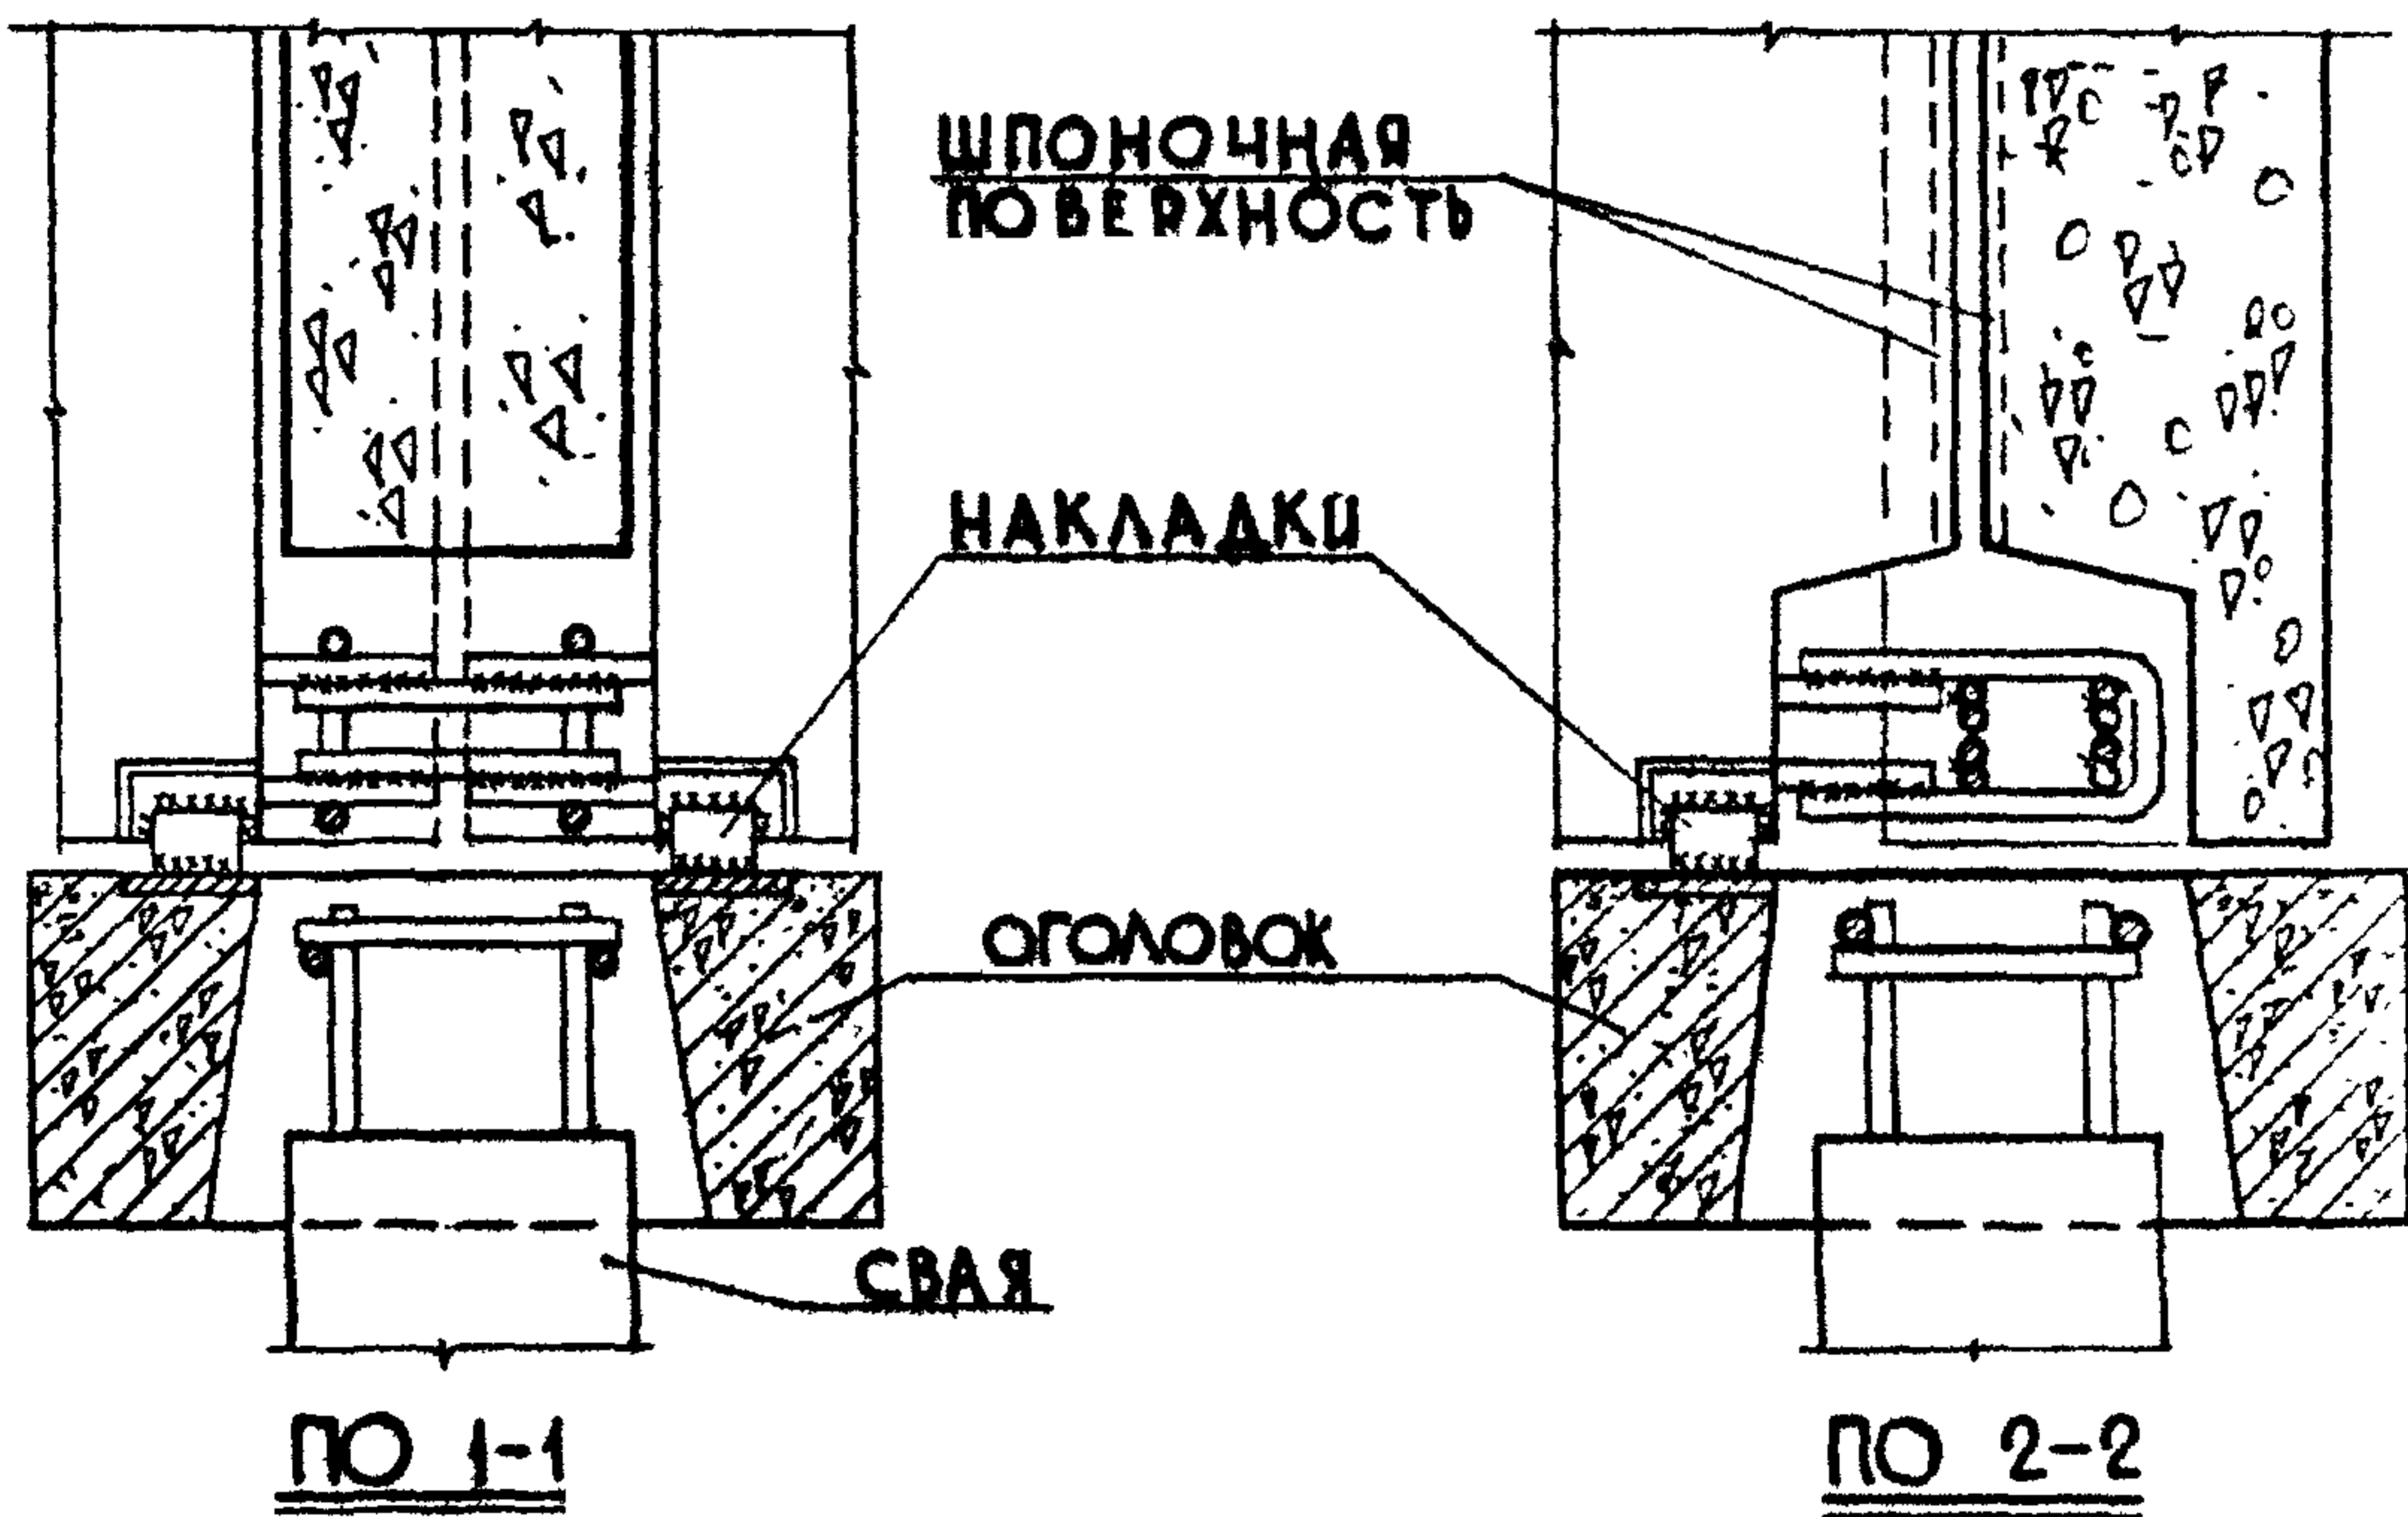 ШПОНОЧНАЯ
ПОВЕРХНОСТЬ
НАКЛАДКИ
ОГОЛОВОК
СВАЯ
ПО 1-1
ПО 2-2